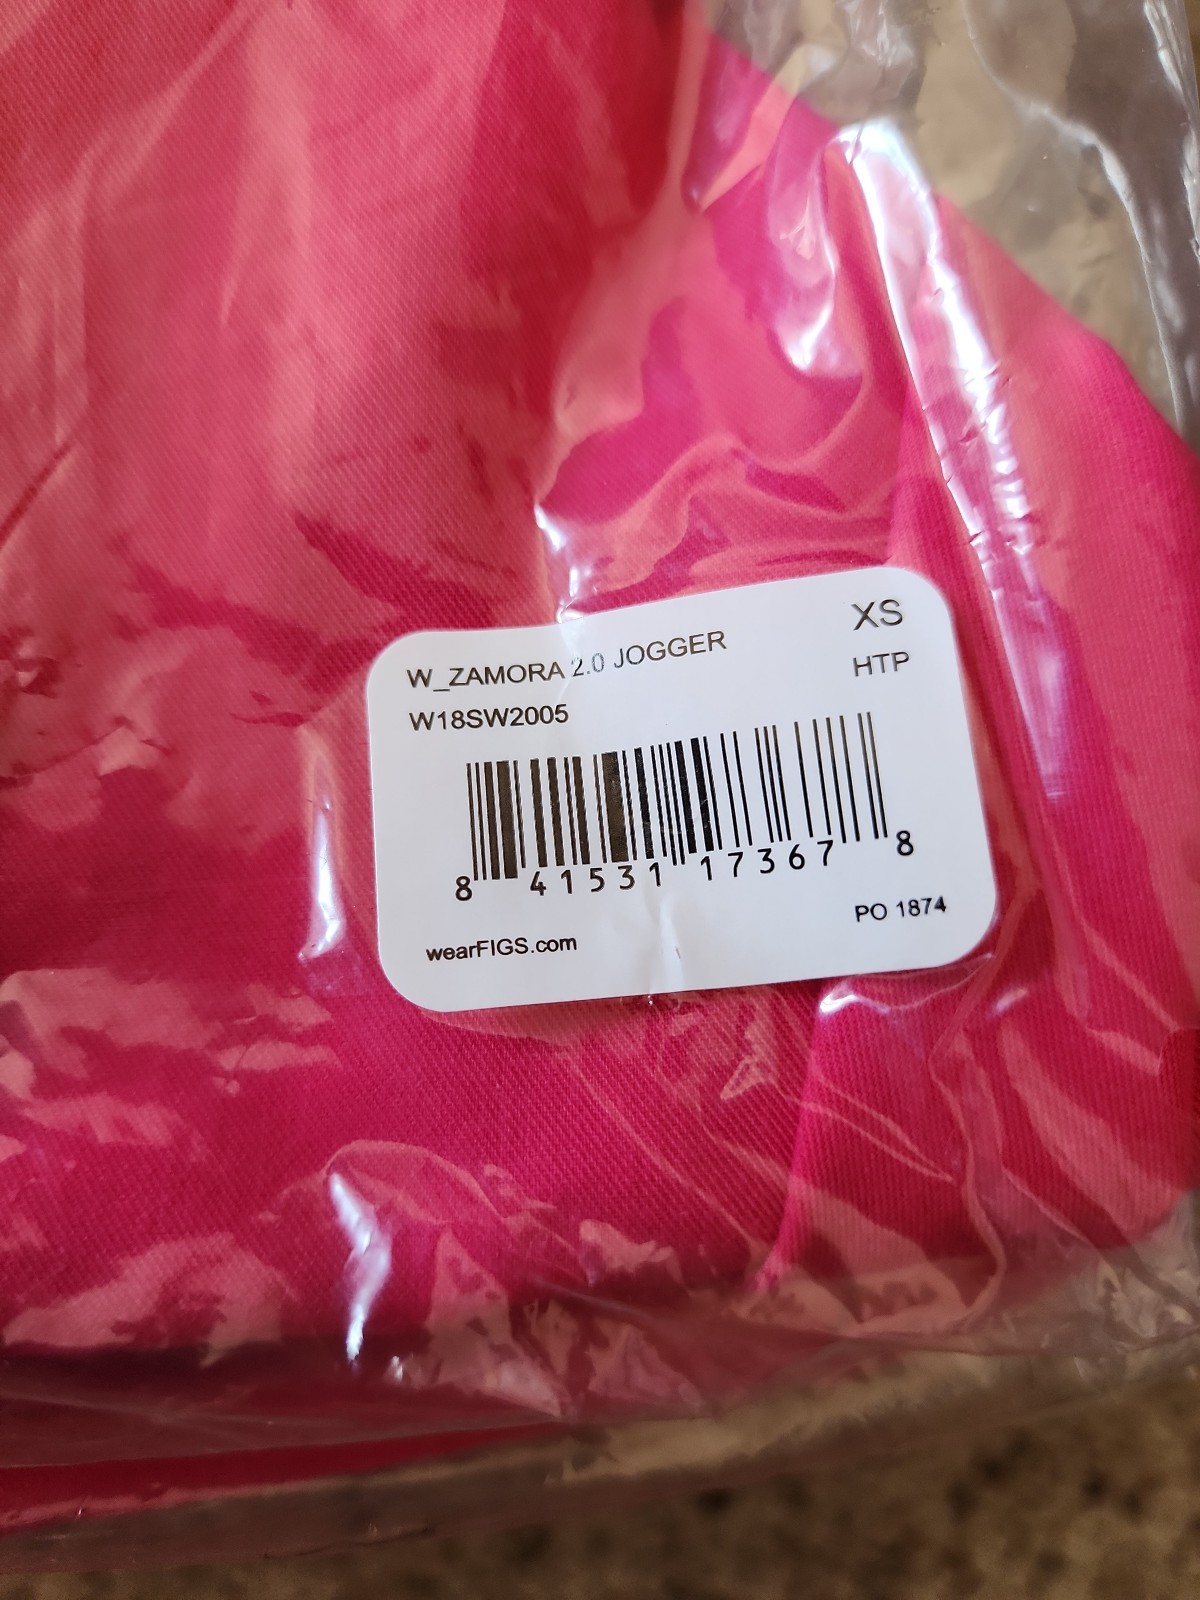 W_ZAMORA 2.0 JOGGER
XS
HTP
W18SW2005
8 41531 17367 8
PO 1874
wearFIGS.com